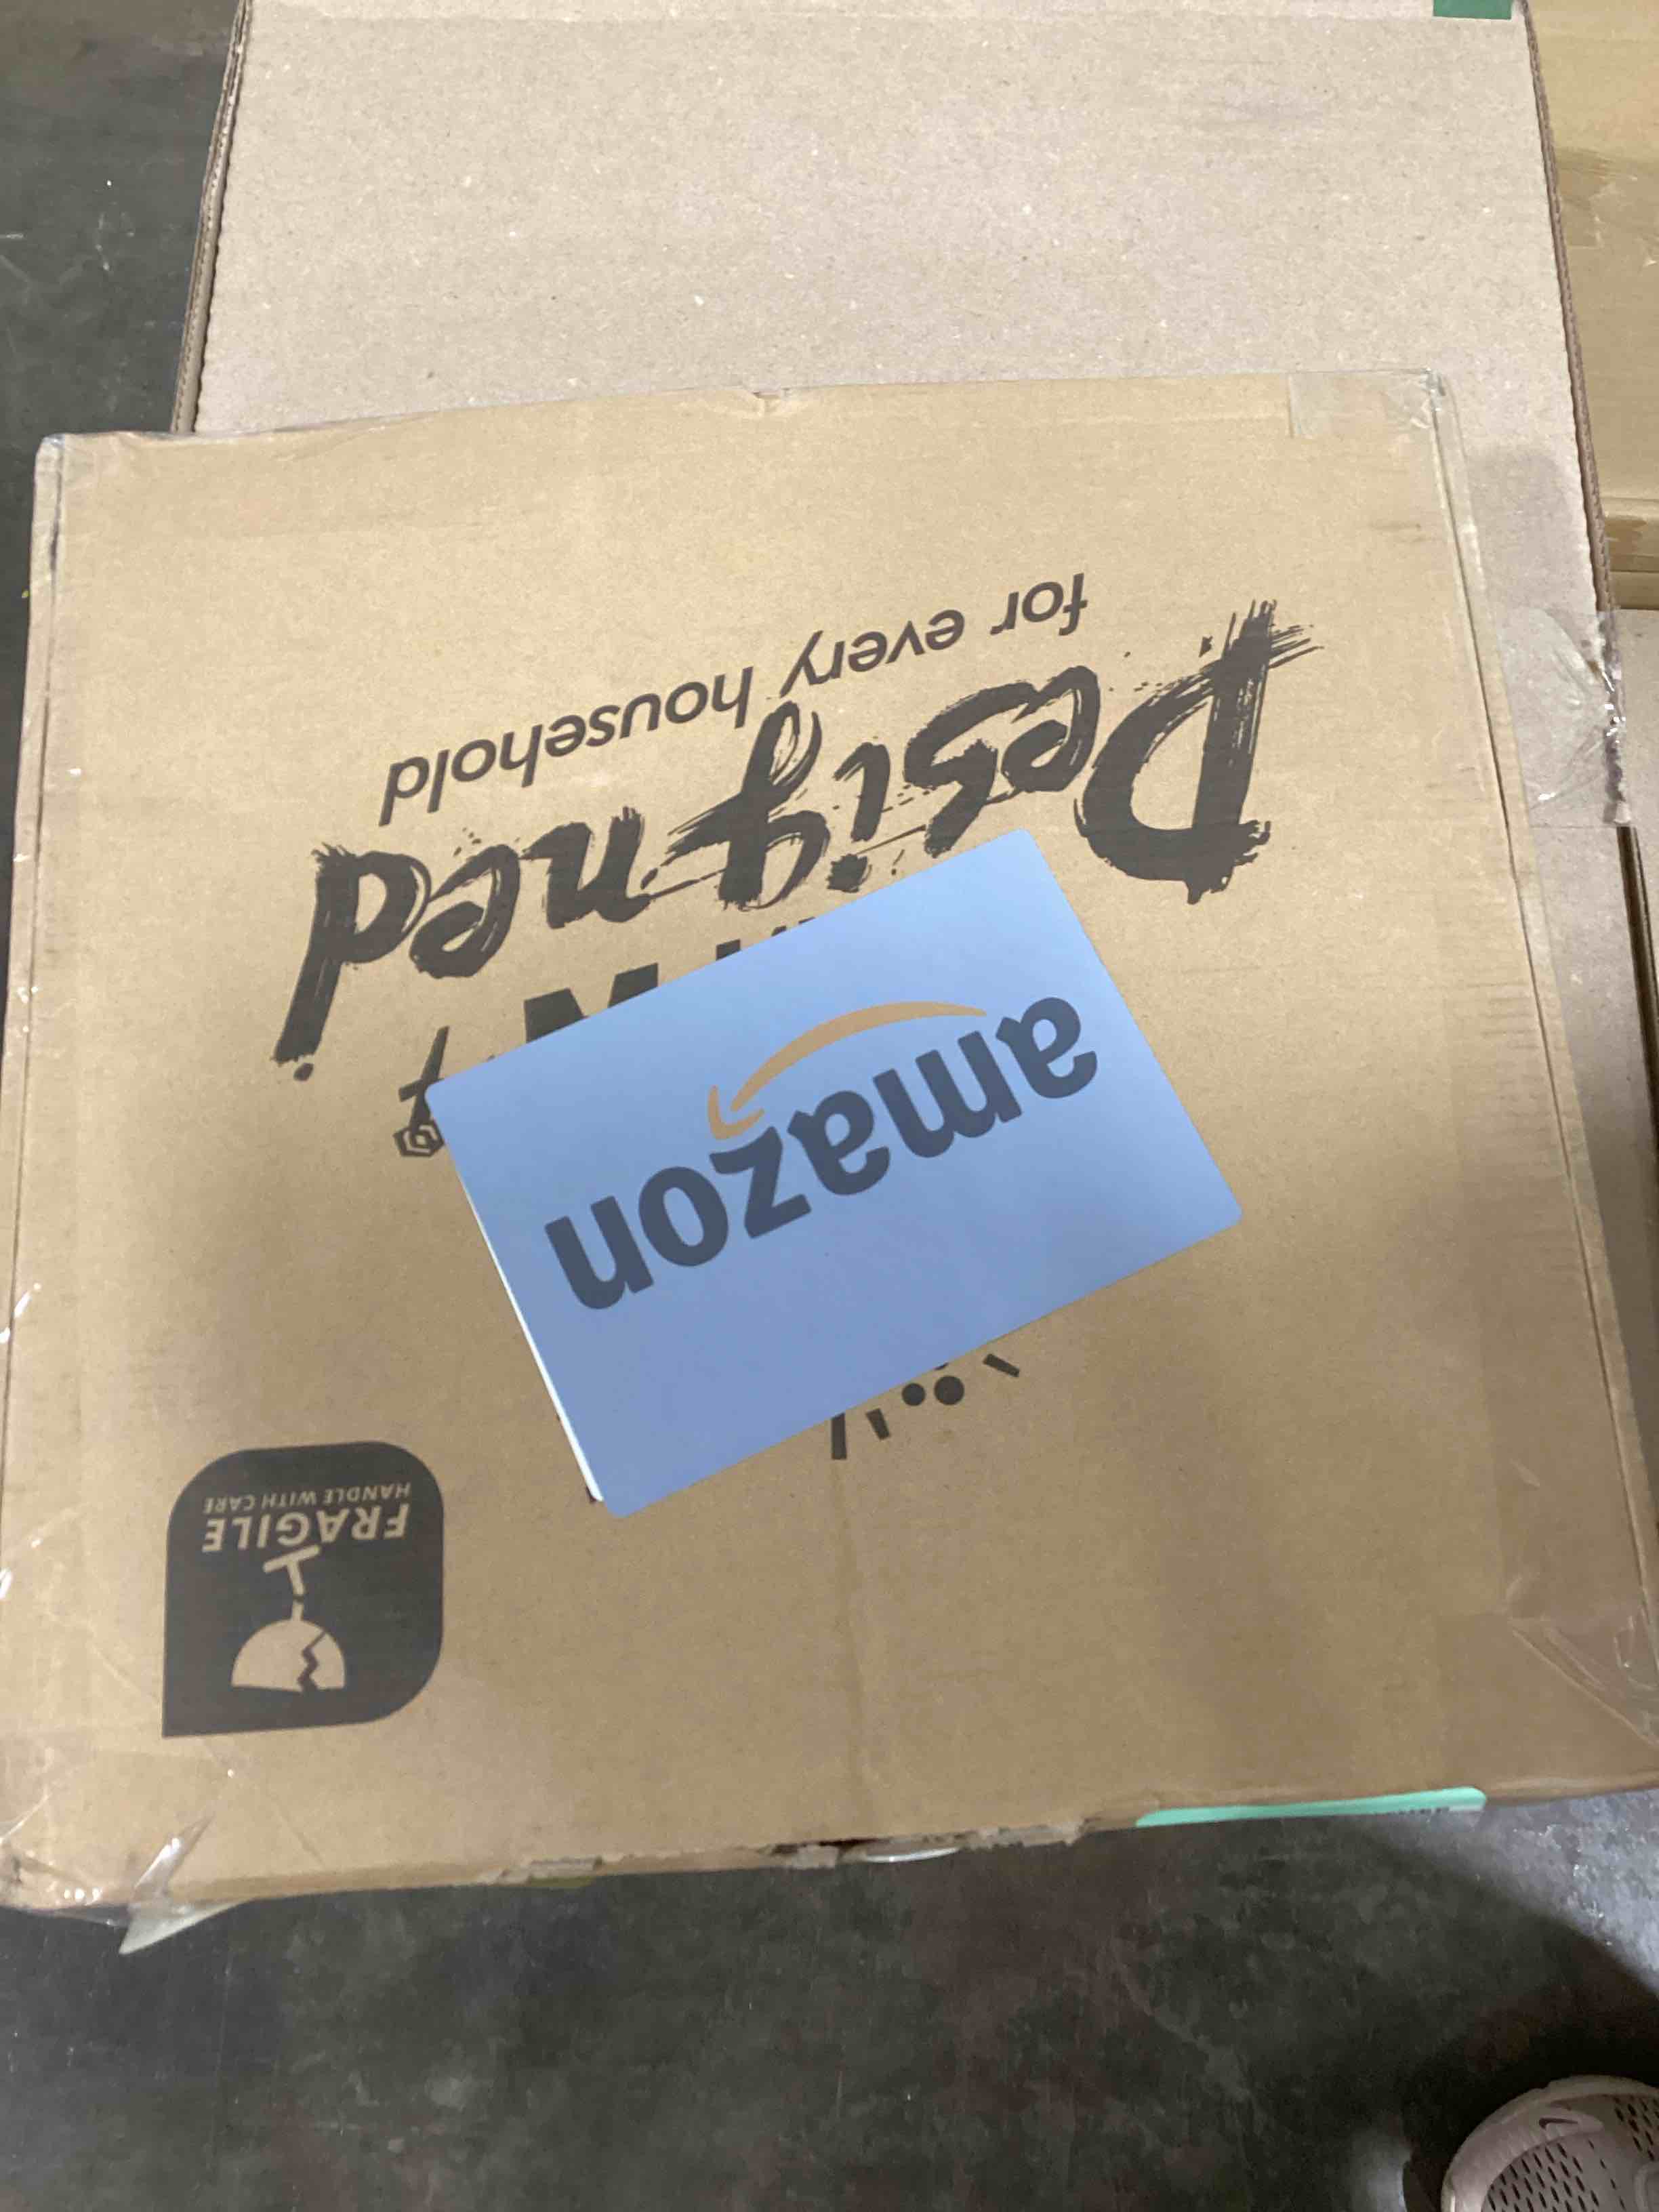 amazon
Designed
for every household
FRAGILE
HANDLE WITH CARE